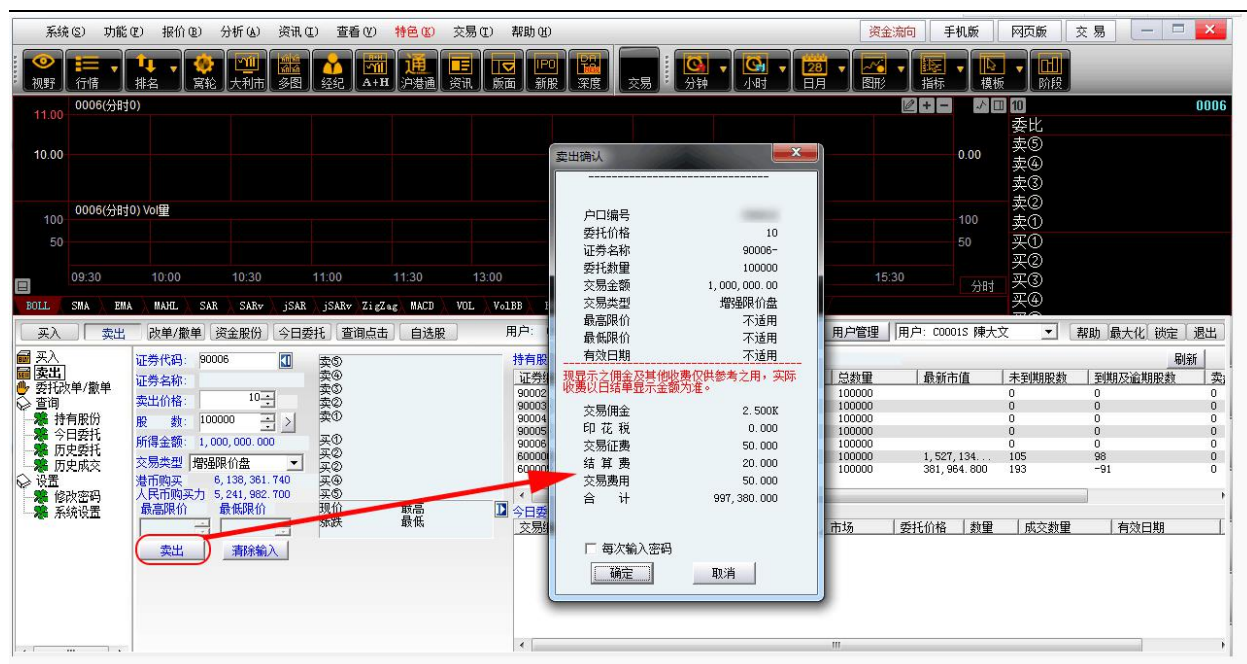 系统(S) 功能(F) 报价(B) 分析(A) 资讯(I) 查看(V) 特色(K) 交易(T) 帮助(H) 资金流向 手机版 网页版 交 易
视野 行情 排名 窝轮 大利市 多图 经纪 A+H 沪港通 资讯 版面 新股 深度 交易 分钟 小时 日月 图形 指标 模板 阶段
0006(分时0) 10 0006
11.00
委比
10.00 0.00
卖⑤
卖④
卖③
卖②
卖①
0006(分时0) Vol量
100 100
50 50
买①
买②
买③
买④
09:30 10:00 10:30 11:00 11:30 13:00 15:30 分时
BOLL SMA EMA MAHL SAR SARv jSAR jSARv ZigZag MACD VOL VolBB
买入 卖出 改单/撤单 资金股份 今日委托 查询点击 自选股 用户: 用户管理 用户: C0001S 陳大文 帮助 最大化 锁定 退出
买入
卖出
委托改单/撤单
查询
持有股份
今日委托
历史委托
历史成交
设置
修改密码
系统设置
证券代码: 90006
证券名称:
卖出价格: 10
股 数: 100000 >
所得金额: 1,000,000.000
交易类型 增强限价盘
港币购买 6,138,361.740
人民币购买力 5,241,982.700
最高限价 最低限价
卖出 清除输入
卖⑤
卖④
卖③
卖②
卖①
买①
买②
买②
买④
买⑤
现价 最高
涨跌 最低
持有股
刷新
总数量 最新市值 未到期股数 到期及逾期股数
90002 100000 0 0 0
90003 100000 0 0 0
90004 100000 0 0 0
90005 100000 0 0 0
90006 100000 0 0 0
100000 1,527,134... 105 98 0
100000 381,964.800 193 -91 0
今日委
市场 委托价格 数量 成交数量 有效日期
卖出确认
户口编号
委托价格 10
证券名称 90006-
委托数量 100000
交易金额 1,000,000.00
交易类型 增强限价盘
最高限价 不适用
最低限价 不适用
有效日期 不适用
现显示之佣金及其他收费仅供参考之用，实际
收费以日结单显示金额为准。
交易佣金 2.500K
印 花 税 0.000
交易征费 50.000
结 算 费 20.000
交易费用 50.000
合 计 997,380.000
每次输入密码
确定 取消